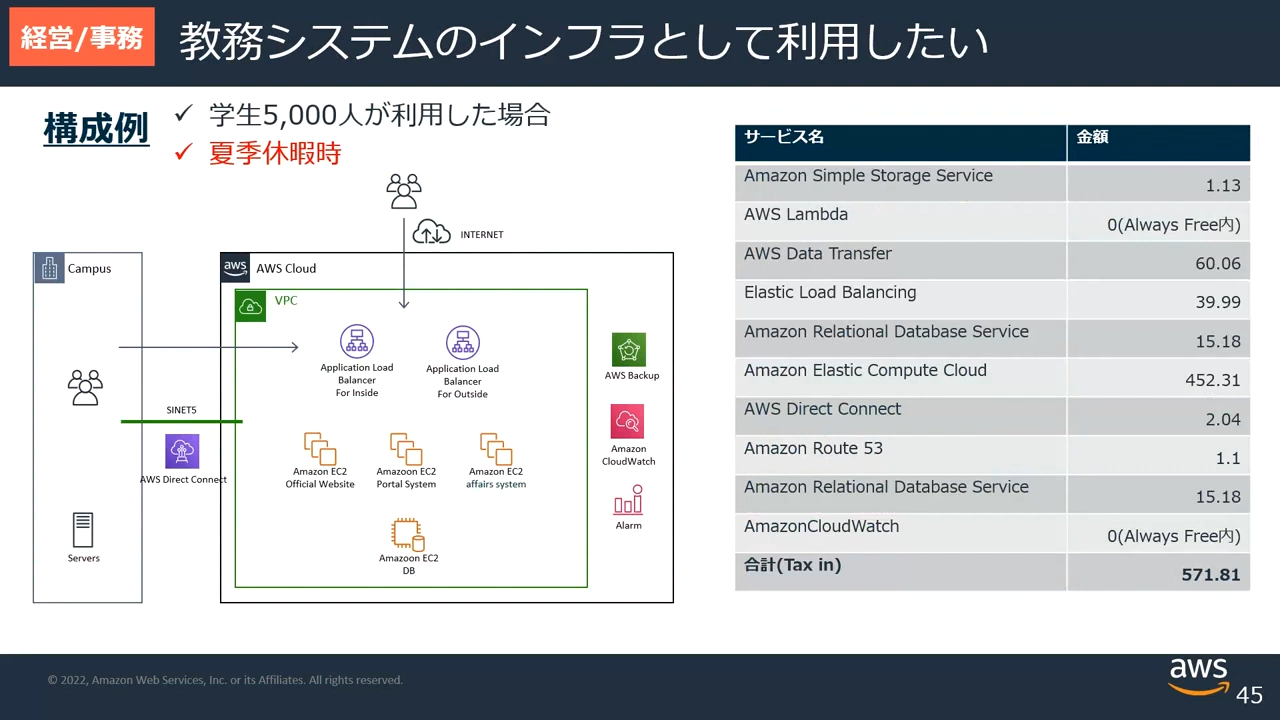 経営/事務
教務システムのインフラとして利用したい
構成例
✓ 学生5,000人が利用した場合
✓ 夏季休暇時
INTERNET
Campus
aws
AWS Cloud
VPC
Application Load
Balancer
For Inside
Application Load
Balancer
For Outside
AWS Backup
SINET5
AWS Direct Connect
Amazon EC2
Official Website
Amazoon EC2
Portal System
Amazon EC2
affairs system
Amazon
CloudWatch
Alarm
Servers
Amazoon EC2
DB
サービス名 金額
Amazon Simple Storage Service 1.13
AWS Lambda 0(Always Free内)
AWS Data Transfer 60.06
Elastic Load Balancing 39.99
Amazon Relational Database Service 15.18
Amazon Elastic Compute Cloud 452.31
AWS Direct Connect 2.04
Amazon Route 53 1.1
Amazon Relational Database Service 15.18
AmazonCloudWatch 0(Always Free内)
合計(Tax in) 571.81
© 2022, Amazon Web Services, Inc. or its Affiliates. All rights reserved.
aws
45